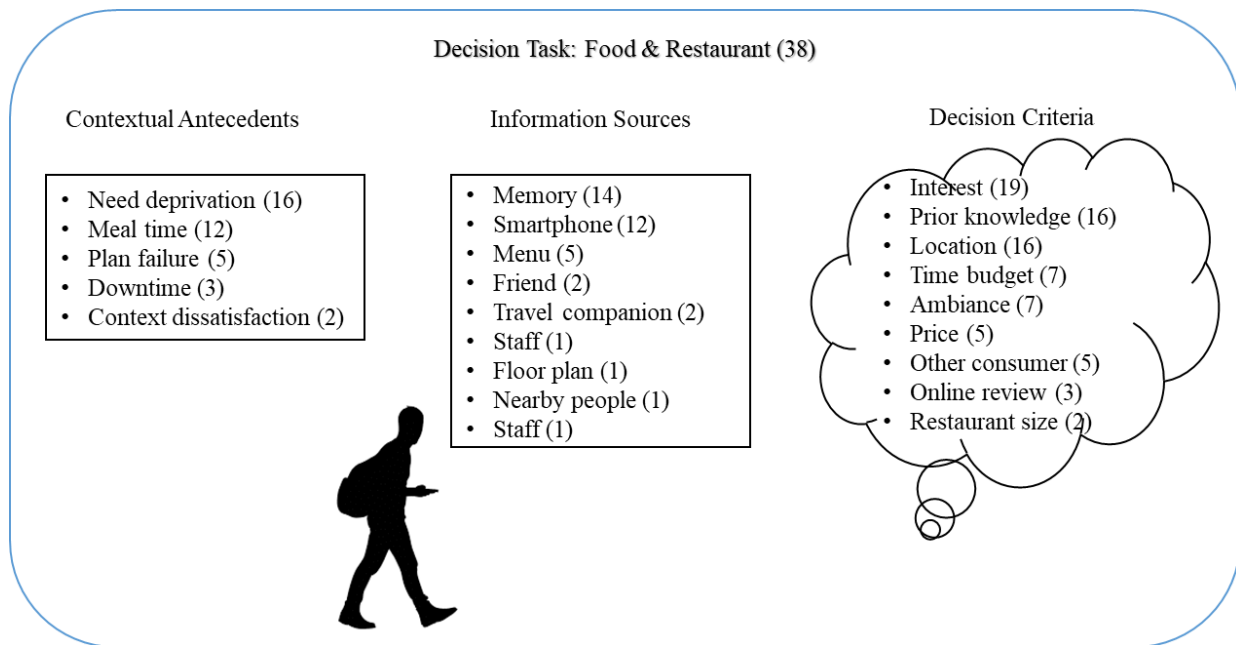 Decision Task: Food & Restaurant (38)
Contextual Antecedents
• Need deprivation (16)
• Meal time (12)
• Plan failure (5)
• Downtime (3)
• Context dissatisfaction (2)
Information Sources
• Memory (14)
• Smartphone (12)
• Menu (5)
• Friend (2)
• Travel companion (2)
• Staff (1)
• Floor plan (1)
• Nearby people (1)
• Staff (1)
Decision Criteria
• Interest (19)
• Prior knowledge (16)
• Location (16)
• Time budget (7)
• Ambiance (7)
• Price (5)
• Other consumer (5)
• Online review (3)
• Restaurant size (2)